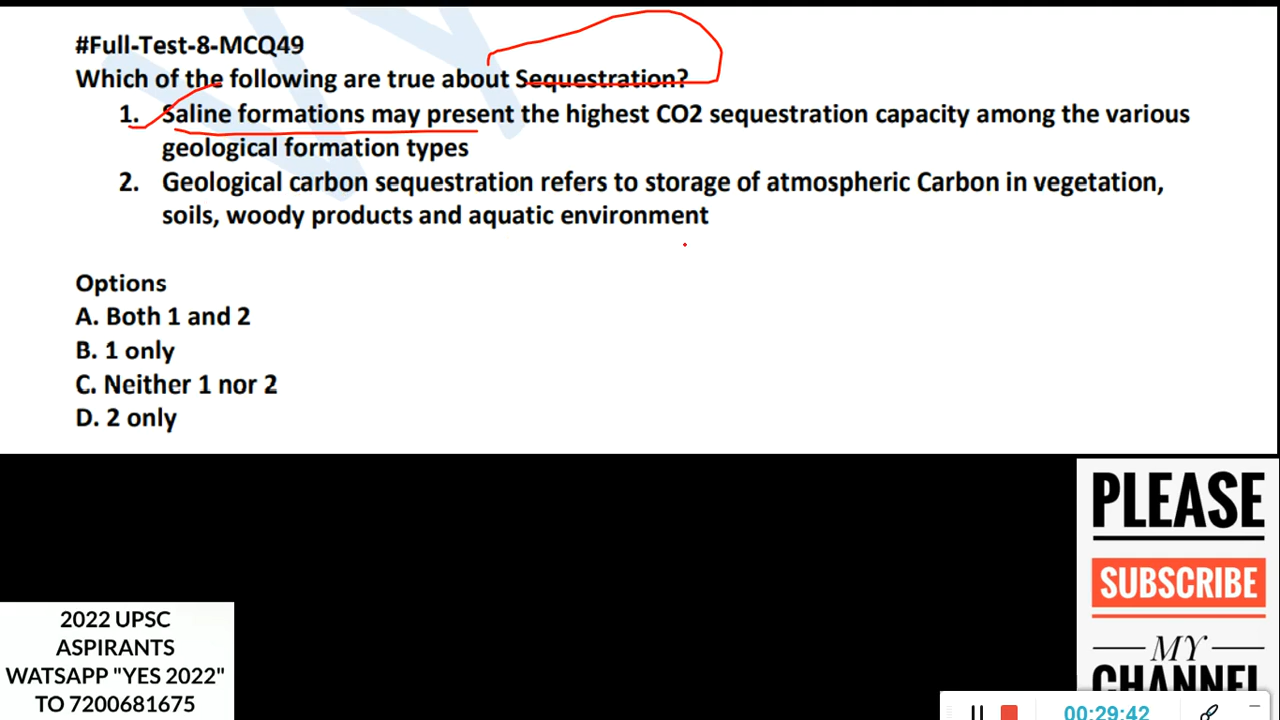 #Full-Test-8-MCQ49
Which of the following are true about Sequestration?
1. Saline formations may present the highest CO2 sequestration capacity among the various
geological formation types
2. Geological carbon sequestration refers to storage of atmospheric Carbon in vegetation,
soils, woody products and aquatic environment
Options
A. Both 1 and 2
B. 1 only
C. Neither 1 nor 2
D. 2 only
PLEASE
SUBSCRIBE
MY
CHANNEL
2022 UPSC
ASPIRANTS
WATSAPP "YES 2022"
TO 7200681675
00:29:42